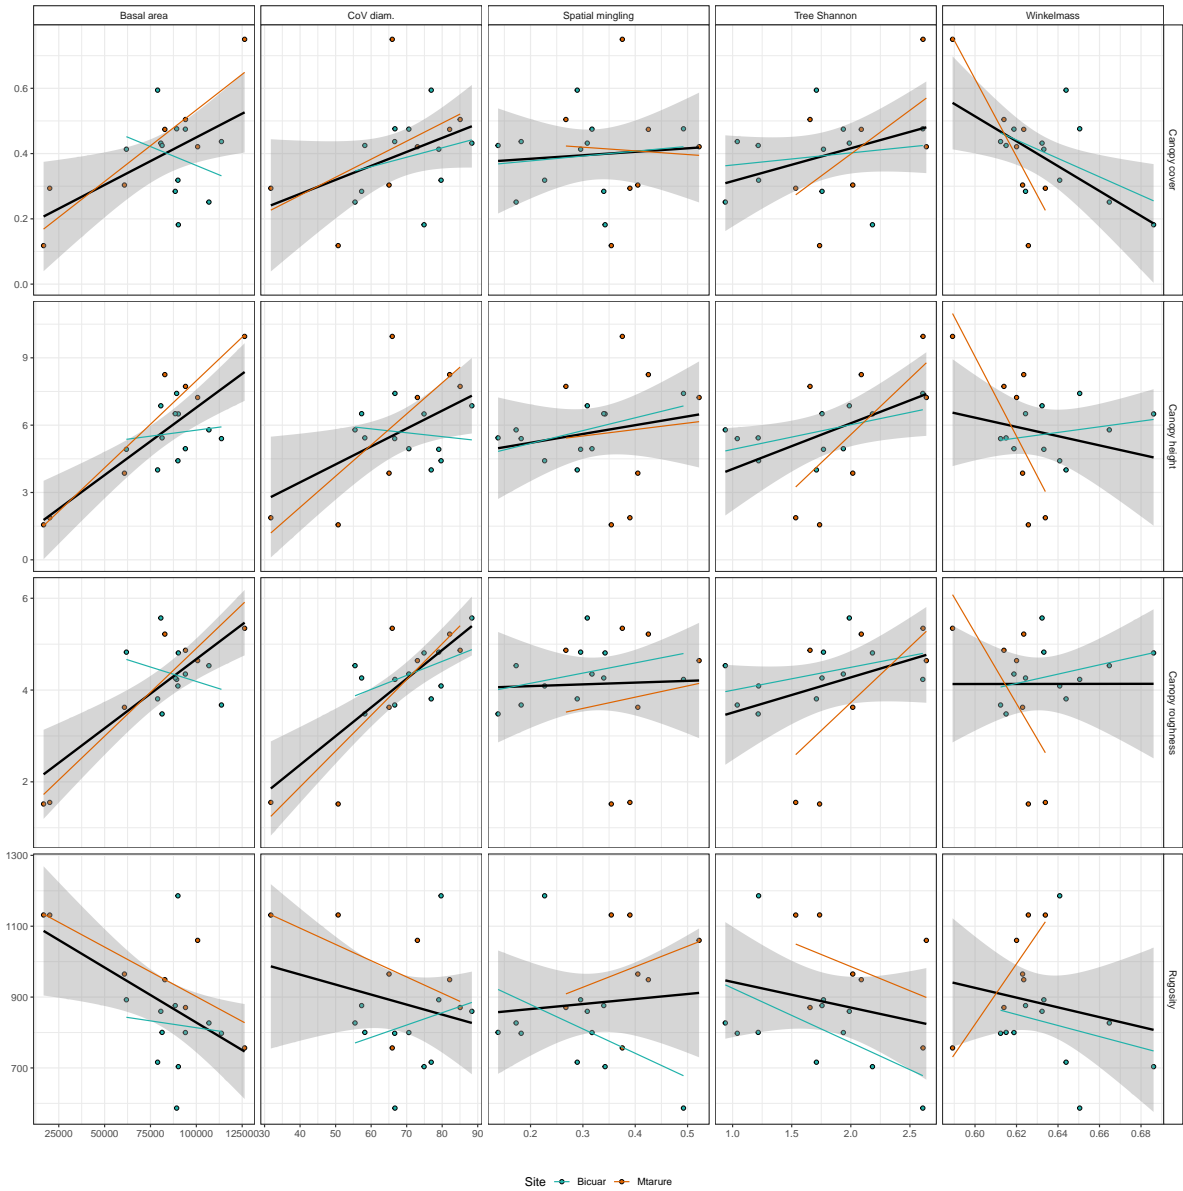 Basal area CoV diam. Spatial mingling Tree Shannon Winkelmass
0.6
0.4
0.2
0.0
Canopy cover
9
6
3
0
Canopy height
6
4
2
Canopy roughness
1300
1100
900
700
Rugosity
25000 50000 75000 100000 125000 30 40 50 60 70 80 90 0.2 0.3 0.4 0.5 1.0 1.5 2.0 2.5 0.60 0.62 0.64 0.66 0.68
Site Bicuar Mtarure